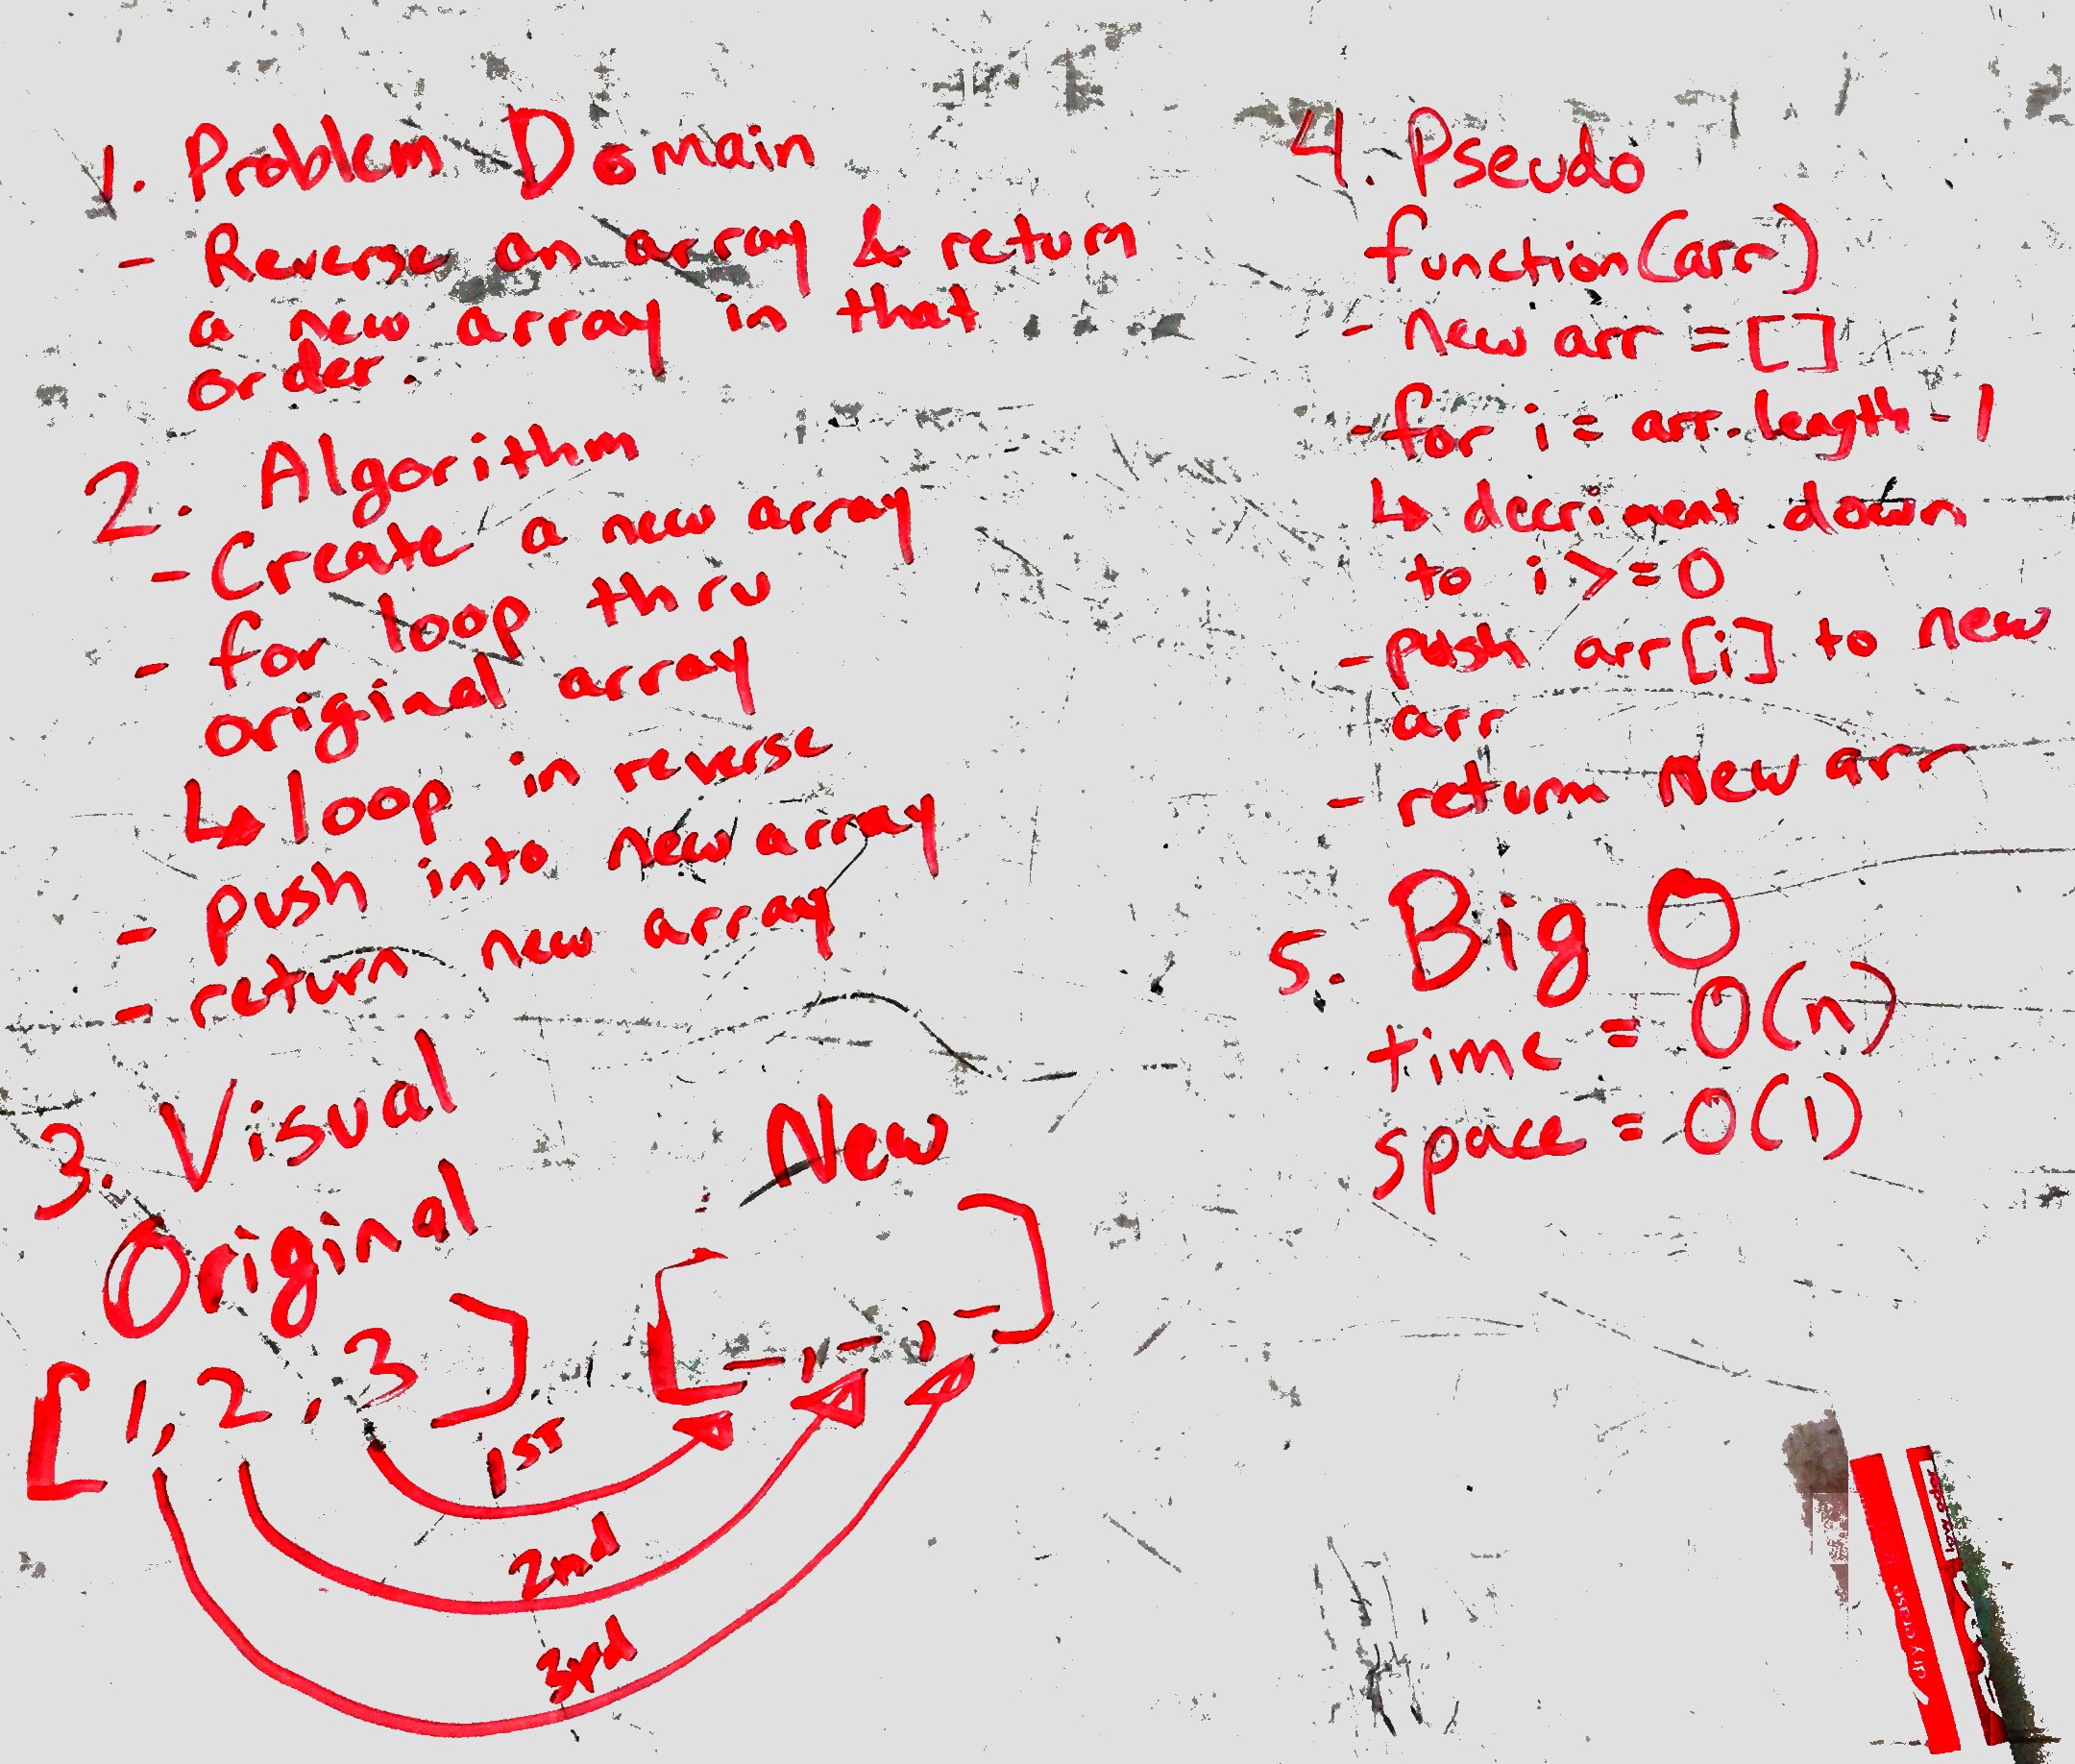 1. Problem Domain
- Reverse an array & return
a new array in that
order.
2. Algorithm
- Create a new array
- for loop thru
original array
↳ loop in reverse
- push into new array
- return new array
3. Visual
Original New
[1, 2, 3] [_, _, _]
1ST
2nd
3rd
4. Pseudo
function(arr)
- new arr = []
- for i = arr.length - 1
↳ decriment down
to i >= 0
- push arr[i] to new
arr
- return new arr
5. Big O
time = O(n)
space = O(1)
low odor
dry erase